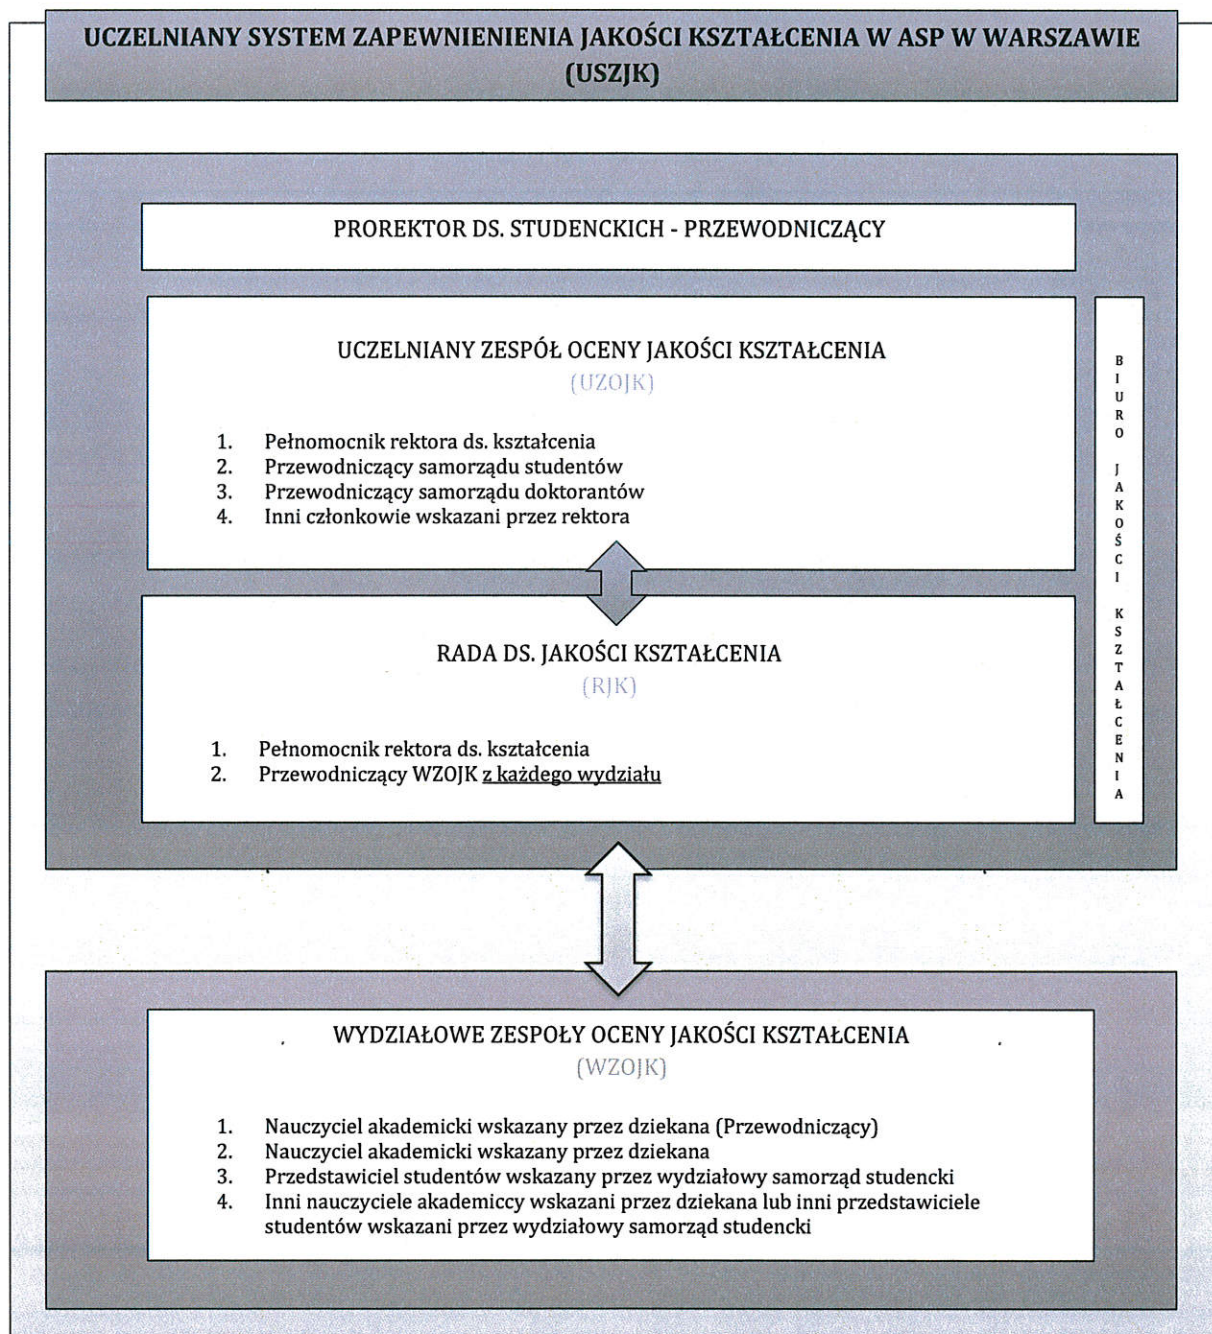 UCZELNIANY SYSTEM ZAPEWNIENIENIA JAKOŚCI KSZTAŁCENIA W ASP W WARSZAWIE
(USZJK)
PROREKTOR DS. STUDENCKICH - PRZEWODNICZĄCY
UCZELNIANY ZESPÓŁ OCENY JAKOŚCI KSZTAŁCENIA
(UZOJK)
1. Pełnomocnik rektora ds. kształcenia
2. Przewodniczący samorządu studentów
3. Przewodniczący samorządu doktorantów
4. Inni członkowie wskazani przez rektora
BIURO JAKOŚCI KSZTAŁCENIA
RADA DS. JAKOŚCI KSZTAŁCENIA
(RJK)
1. Pełnomocnik rektora ds. kształcenia
2. Przewodniczący WZOJK z każdego wydziału
WYDZIAŁOWE ZESPOŁY OCENY JAKOŚCI KSZTAŁCENIA
(WZOJK)
1. Nauczyciel akademicki wskazany przez dziekana (Przewodniczący)
2. Nauczyciel akademicki wskazany przez dziekana
3. Przedstawiciel studentów wskazany przez wydziałowy samorząd studencki
4. Inni nauczyciele akademiccy wskazani przez dziekana lub inni przedstawiciele
studentów wskazani przez wydziałowy samorząd studencki